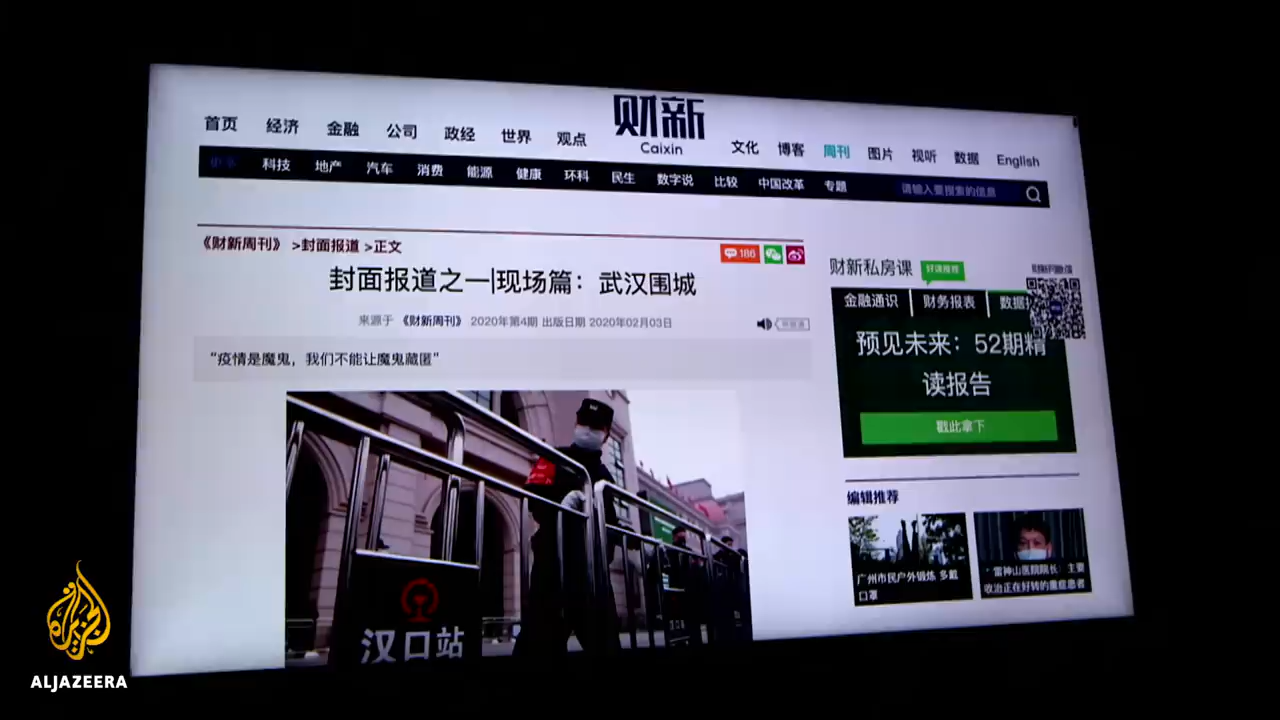 财新
Caixin
首页 经济 金融 公司 政经 世界 观点
文化 博客 周刊 图片 视听 数据 English
科技 地产 汽车 消费 能源 健康 环科 民生 数字说 比较 中国改革 专题
请输入要搜索的信息
《财新周刊》 >封面报道 >正文
186
封面报道之一|现场篇：武汉围城
来源于 《财新周刊》 2020年第4期 出版日期 2020年02月03日
“疫情是魔鬼，我们不能让魔鬼藏匿”
汉口站
财新私房课 好课推荐
金融通识 财务报表 数据
预见未来：52期精
读报告
戳此拿下
编辑推荐
广州市民户外锻炼 多戴
口罩
雷神山医院院长：主要
收治正在好转的重症患者
ALJAZEERA